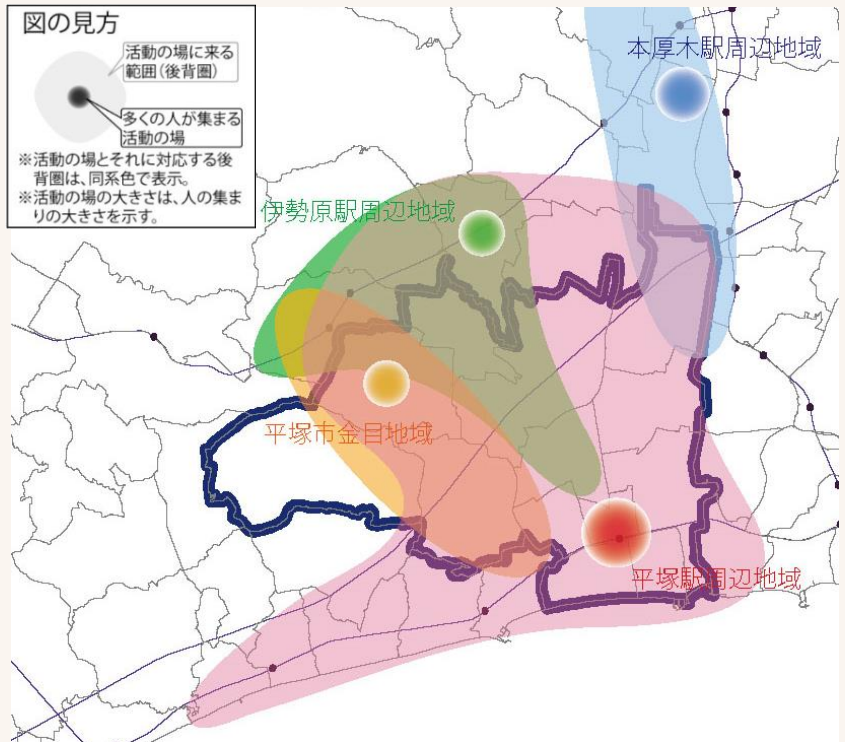 図の見方
活動の場に来る
範囲(後背圏)
多くの人が集まる
活動の場
※活動の場とそれに対応する後
背圏は、同系色で表示。
※活動の場の大きさは、人の集ま
りの大きさを示す。
本厚木駅周辺地域
伊勢原駅周辺地域
平塚市金目地域
平塚駅周辺地域